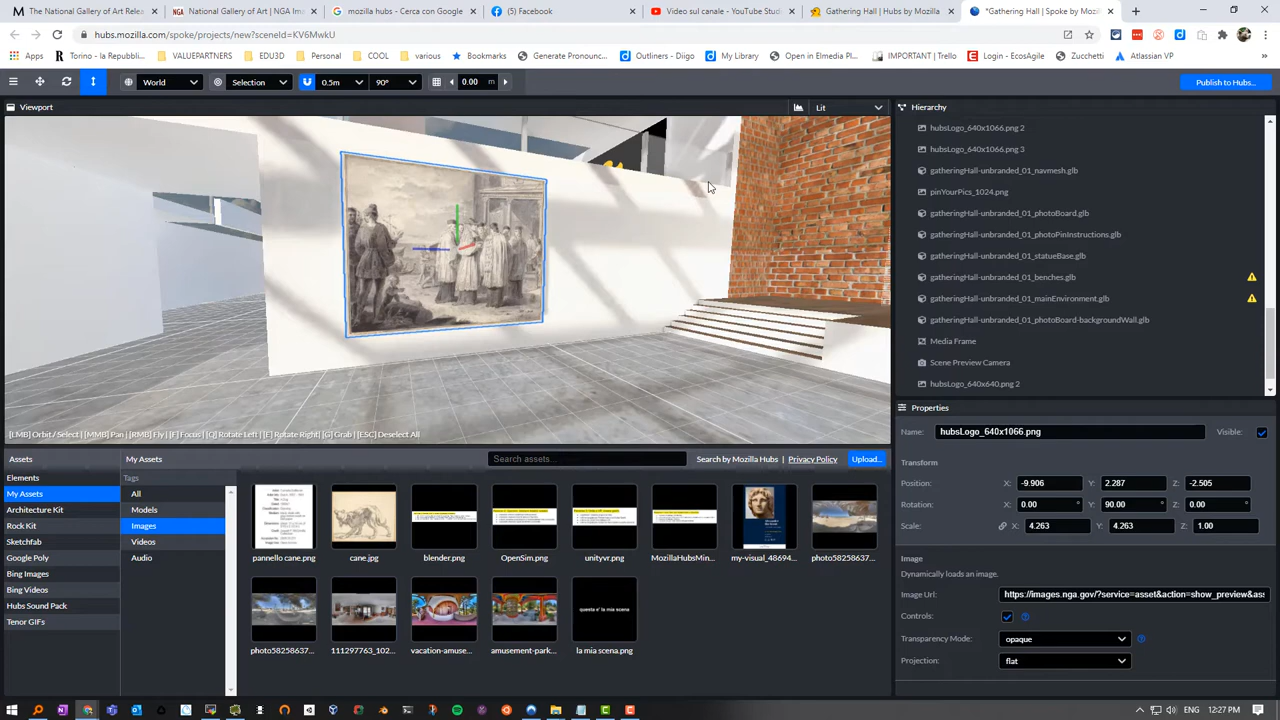 The National Gallery of Art Relea
National Gallery of Art | NGA Ima
mozilla hubs - Cerca con Google
(5) Facebook
Video sul canale - YouTube Studio
Gathering Hall | Hubs by Mozilla
*Gathering Hall | Spoke by Mozill
hubs.mozilla.com/spoke/projects/new?sceneId=KV6MwkU
Apps
Torino - la Repubbli...
VALUEPARTNERS
Personal
COOL
various
Bookmarks
Generate Pronounc...
Outliners - Diigo
My Library
Open in Elmedia Pl...
IMPORTANT | Trello
Login - EcosAgile
Zucchetti
Atlassian VP
World
Selection
0.5m
90°
0.00 m
Publish to Hubs...
Viewport
Lit
Hierarchy
hubsLogo_640x1066.png 2
hubsLogo_640x1066.png 3
gatheringHall-unbranded_01_navmesh.glb
pinYourPics_1024.png
gatheringHall-unbranded_01_photoBoard.glb
gatheringHall-unbranded_01_photoPinInstructions.glb
gatheringHall-unbranded_01_statueBase.glb
gatheringHall-unbranded_01_benches.glb
gatheringHall-unbranded_01_mainEnvironment.glb
gatheringHall-unbranded_01_photoBoard-backgroundWall.glb
Media Frame
Scene Preview Camera
hubsLogo_640x640.png 2
[LMB] Orbit / Select | [MMB] Pan | [RMB] Fly | [F] Focus | [Q] Rotate Left | [E] Rotate Right | [G] Grab | [ESC] Deselect All
Properties
Name: hubsLogo_640x1066.png Visible:
Transform
Position: X: -9.906 Y: 2.287 Z: -2.505
Rotation: X: 0.00 ° Y: 90.00 ° Z: 0.00 °
Scale: X: 4.263 Y: 4.263 Z: 1.00
Image
Dynamically loads an image.
Image Url: https://images.nga.gov/?service=asset&action=show_preview&ass
Controls:
Transparency Mode: opaque
Projection: flat
Assets
Elements
My Assets
Architecture Kit
Rock Kit
Sketchfab
Google Poly
Bing Images
Bing Videos
Hubs Sound Pack
Tenor GIFs
My Assets
Tags
All
Models
Images
Videos
Audio
Search assets...
Search by Mozilla Hubs | Privacy Policy
Upload...
pannello cane.png
cane.jpg
blender.png
OpenSim.png
unityvr.png
MozillaHubsMin...
my-visual_48694...
photo58258637...
questa e' la mia scena
photo58258637...
111297763_102...
vacation-amuse...
amusement-park...
la mia scena.png
ENG
12:27 PM